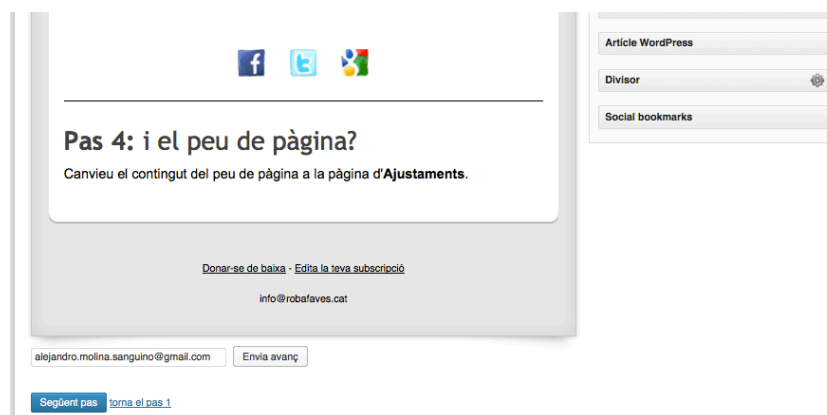 Artícle WordPress
Divisor
Social bookmarks
Pas 4: i el peu de pàgina?
Canvieu el contingut del peu de pàgina a la pàgina d'Ajustaments.
Donar-se de baixa - Edita la teva subscripció
info@robafaves.cat
alejandro.molina.sanguino@gmail.com Envia avanç
Següent pas torna el pas 1